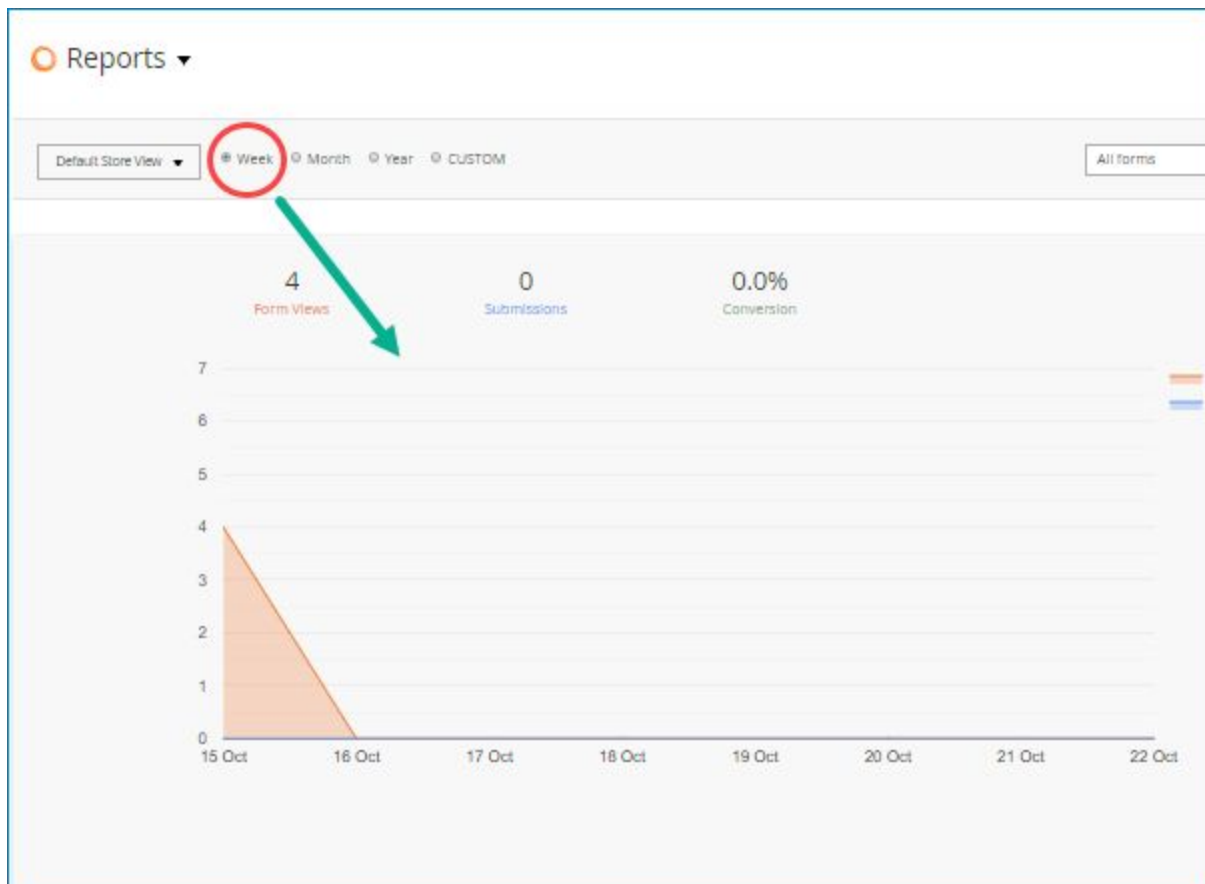 Reports
Default Store View Week Month Year CUSTOM All forms
4 0 0.0%
Form Views Submissions Conversion
7
6
5
4
3
2
1
0
15 Oct 16 Oct 17 Oct 18 Oct 19 Oct 20 Oct 21 Oct 22 Oct